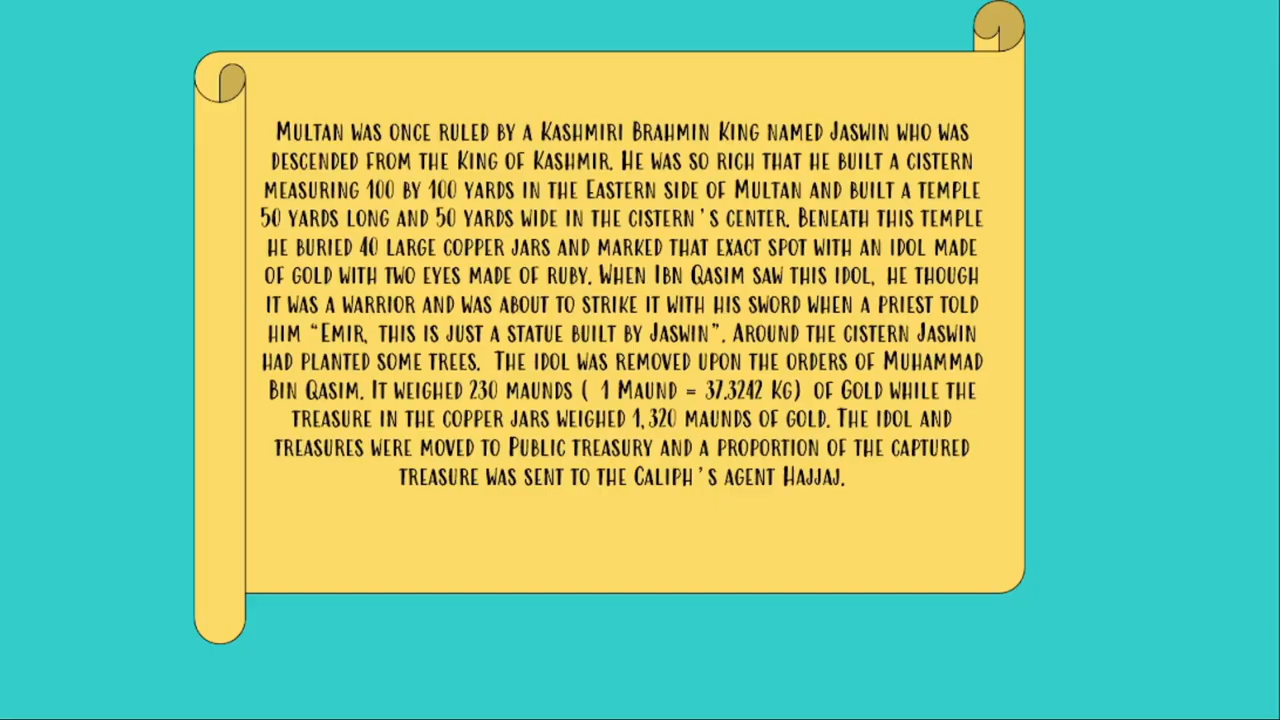 Multan was once ruled by a Kashmiri Brahmin King named Jaswin who was
descended from the King of Kashmir. He was so rich that he built a cistern
measuring 100 by 100 yards in the Eastern side of Multan and built a temple
50 yards long and 50 yards wide in the cistern's center. Beneath this temple
he buried 40 large copper jars and marked that exact spot with an idol made
of gold with two eyes made of ruby. When Ibn Qasim saw this idol, he though
it was a warrior and was about to strike it with his sword when a priest told
him “Emir, this is just a statue built by Jaswin”. Around the cistern Jaswin
had planted some trees. The idol was removed upon the orders of Muhammad
Bin Qasim. It weighed 230 maunds ( 1 Maund = 37.3242 Kg) of Gold while the
treasure in the copper jars weighed 1,320 maunds of gold. The idol and
treasures were moved to Public treasury and a proportion of the captured
treasure was sent to the Caliph's agent Hajjaj.